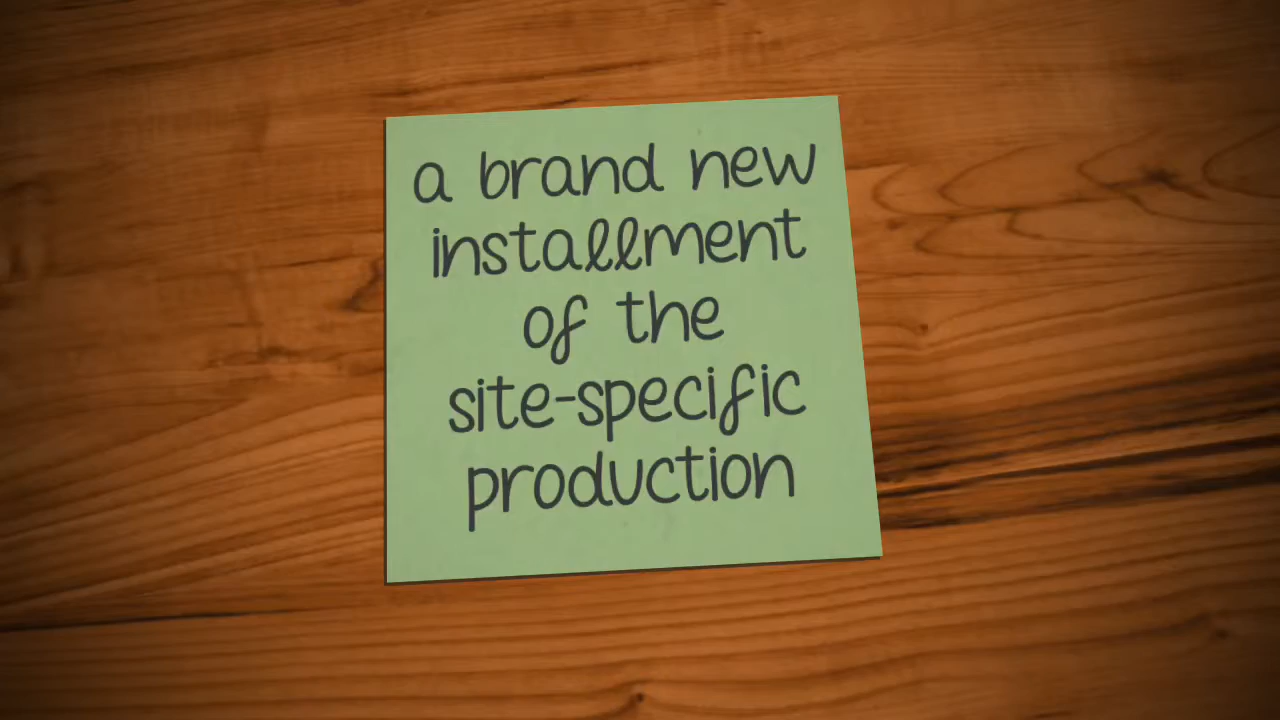 a brand new
installment
of the
site-specific
production